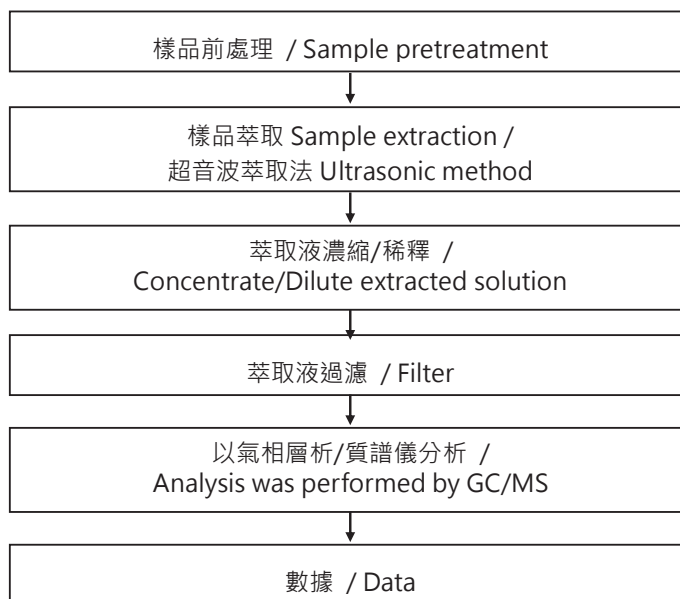 樣品前處理 / Sample pretreatment
樣品萃取 Sample extraction /
超音波萃取法 Ultrasonic method
萃取液濃縮/稀釋 /
Concentrate/Dilute extracted solution
萃取液過濾 / Filter
以氣相層析/質譜儀分析 /
Analysis was performed by GC/MS
數據 / Data